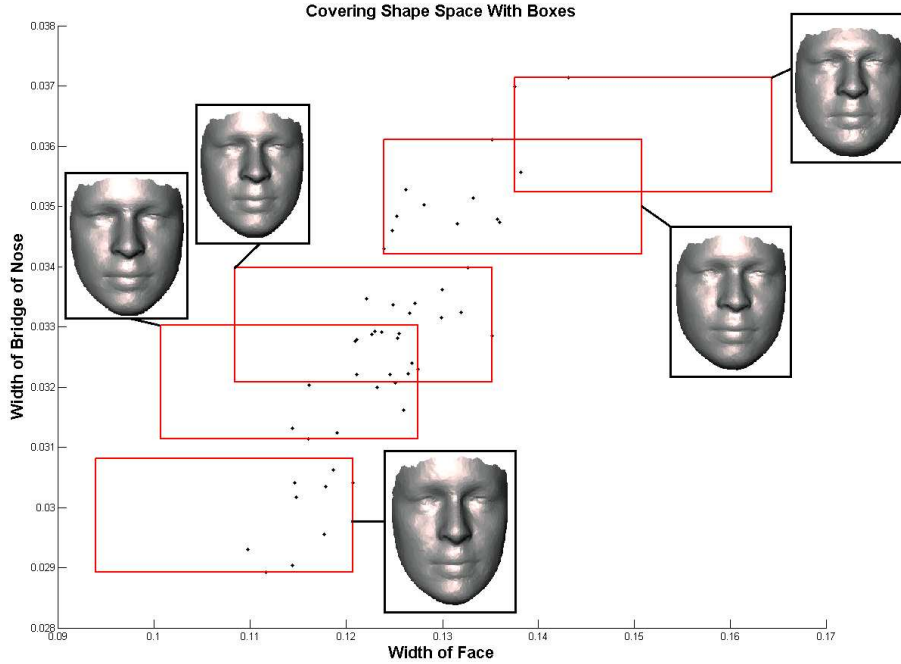 Covering Shape Space With Boxes
0.038
0.037
0.036
0.035
0.034
0.033
0.032
0.031
0.03
0.029
0.028
Width of Bridge of Nose
0.09 0.1 0.11 0.12 0.13 0.14 0.15 0.16 0.17
Width of Face